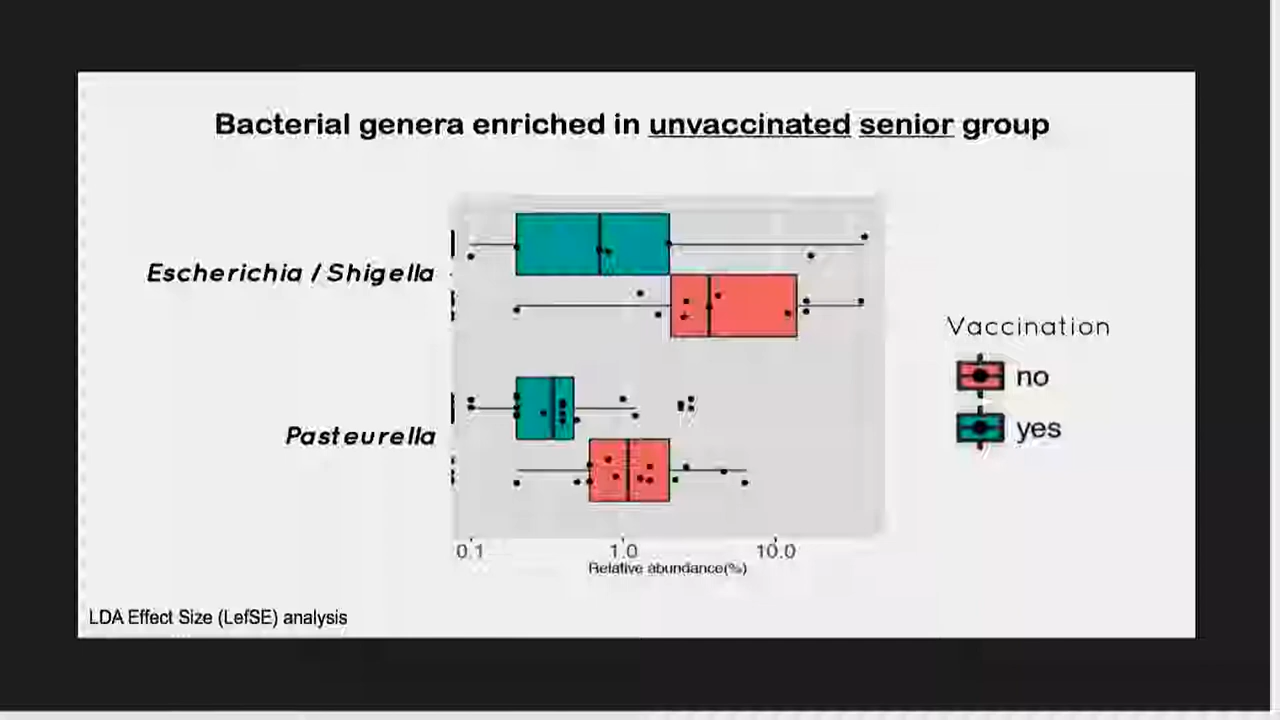 Bacterial genera enriched in unvaccinated senior group
Escherichia / Shigella
Pasteurella
Vaccination
no
yes
0.1 1.0 10.0
Relative abundance(%)
LDA Effect Size (LefSE) analysis